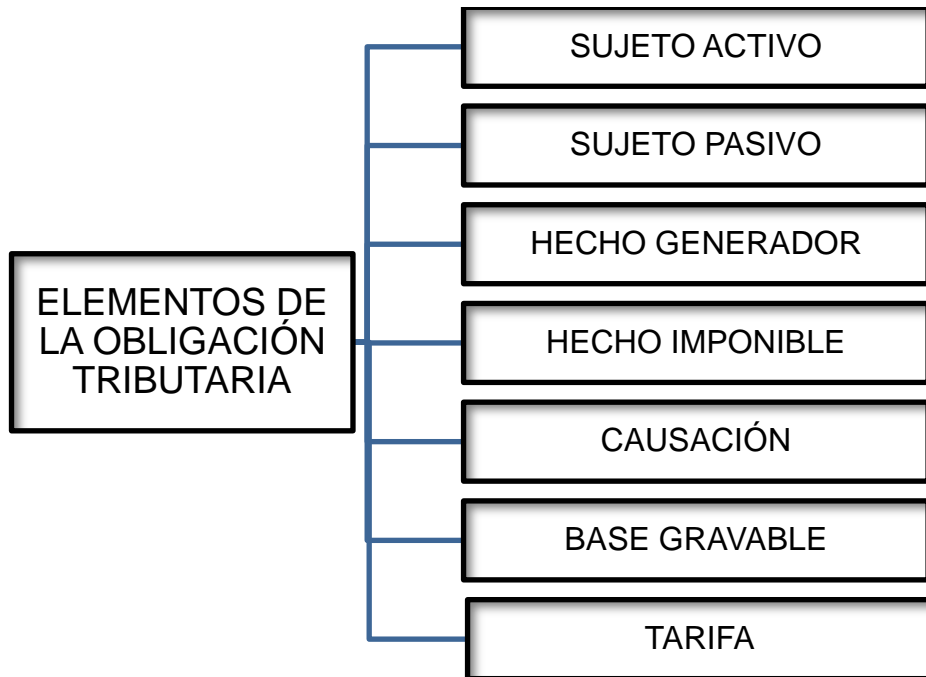 SUJETO ACTIVO
SUJETO PASIVO
HECHO GENERADOR
ELEMENTOS DE
LA OBLIGACIÓN
TRIBUTARIA
HECHO IMPONIBLE
CAUSACIÓN
BASE GRAVABLE
TARIFA